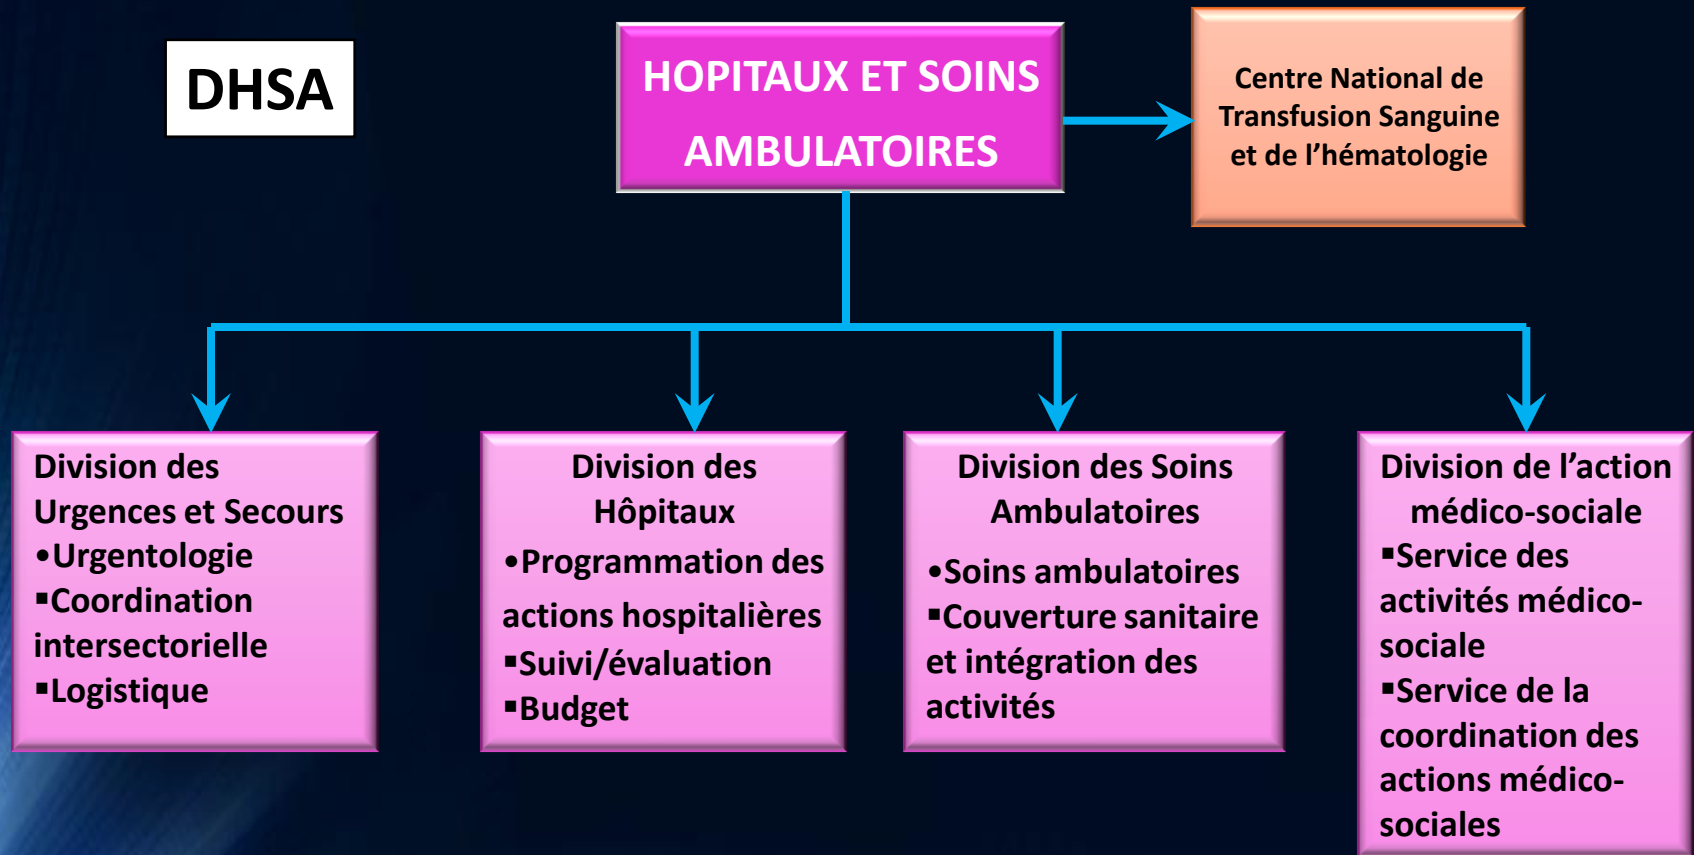 DHSA
HOPITAUX ET SOINS
AMBULATOIRES
Centre National de
Transfusion Sanguine
et de l’hématologie
Division des
Urgences et Secours
•Urgentologie
▪Coordination
intersectorielle
▪Logistique
Division des
Hôpitaux
•Programmation des
actions hospitalières
▪Suivi/évaluation
▪Budget
Division des Soins
Ambulatoires
•Soins ambulatoires
▪Couverture sanitaire
et intégration des
activités
Division de l’action
médico-sociale
▪Service des
activités médico-
sociale
▪Service de la
coordination des
actions médico-
sociales